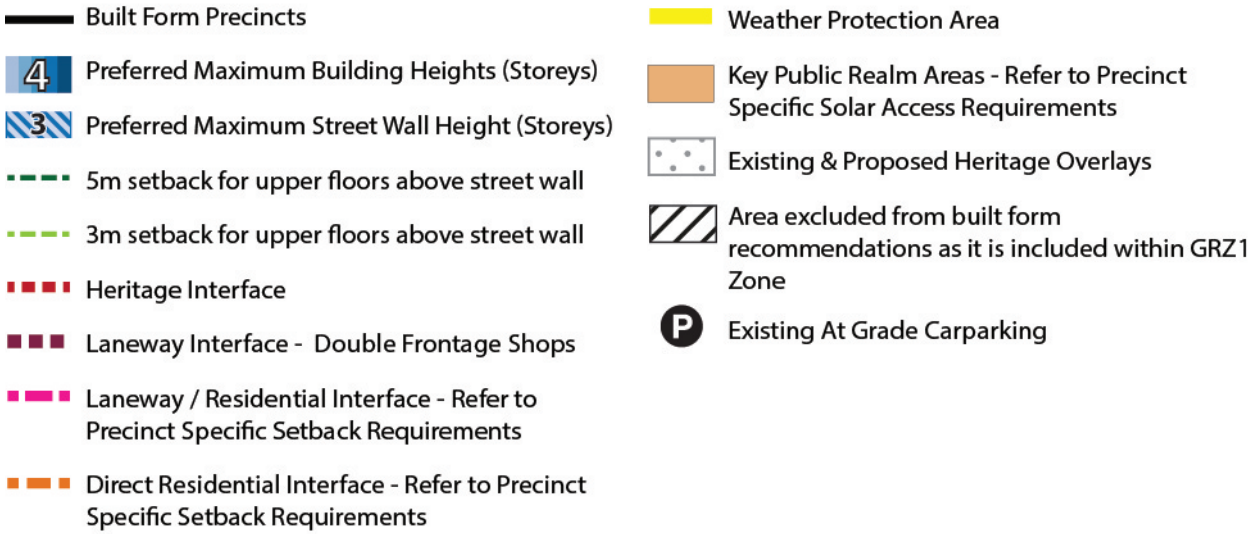 Built Form Precincts
4
Preferred Maximum Building Heights (Storeys)
3
Preferred Maximum Street Wall Height (Storeys)
5m setback for upper floors above street wall
3m setback for upper floors above street wall
Heritage Interface
Laneway Interface - Double Frontage Shops
Laneway / Residential Interface - Refer to
Precinct Specific Setback Requirements
Direct Residential Interface - Refer to Precinct
Specific Setback Requirements
Weather Protection Area
Key Public Realm Areas - Refer to Precinct
Specific Solar Access Requirements
Existing & Proposed Heritage Overlays
Area excluded from built form
recommendations as it is included within GRZ1
Zone
P
Existing At Grade Carparking